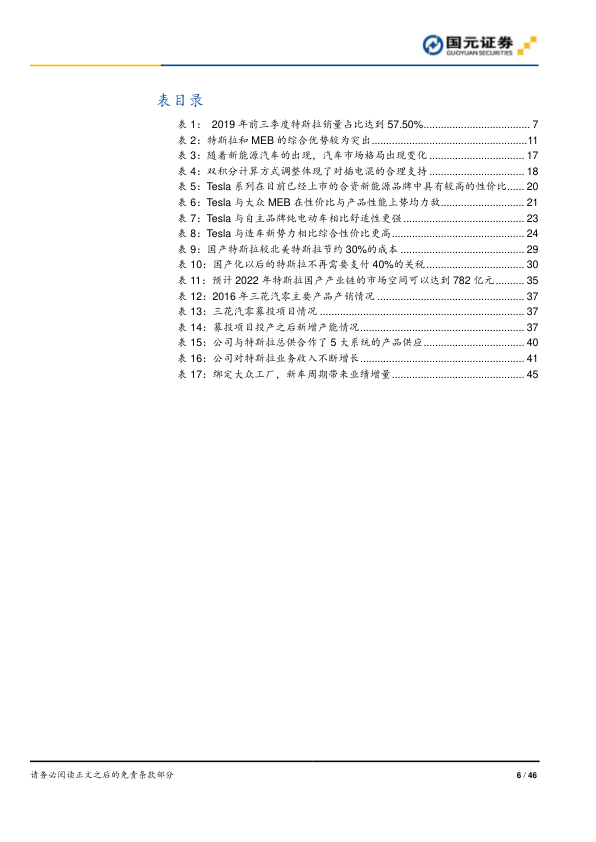 国元证券
GUOYUAN SECURITIES
表目录
表 1： 2019 年前三季度特斯拉销量占比达到 57.50%.................................... 7
表 2：特斯拉和 MEB 的综合优势较为突出.....................................................11
表 3：随着新能源汽车的出现，汽车市场格局出现变化 ................................ 17
表 4：双积分计算方式调整体现了对插电混的合理支持 ................................ 18
表 5：Tesla 系列在目前已经上市的合资新能源品牌中具有较高的性价比...... 20
表 6：Tesla 与大众 MEB 在性价比与产品性能上势均力敌............................ 21
表 7：Tesla 与自主品牌纯电动车相比舒适性更强......................................... 23
表 8：Tesla 与造车新势力相比综合性价比更高............................................. 24
表 9：国产特斯拉较北美特斯拉节约 30%的成本 .......................................... 29
表 10：国产化以后的特斯拉不再需要支付 40%的关税.................................. 30
表 11：预计 2022 年特斯拉国产产业链的市场空间可以达到 782 亿元.......... 35
表 12：2016 年三花汽零主要产品产销情况 .................................................. 37
表 13：三花汽零募投项目情况 ...................................................................... 37
表 14：募投项目投产之后新增产能情况........................................................ 37
表 15：公司与特斯拉总供合作了 5 大系统的产品供应.................................. 40
表 16：公司对特斯拉业务收入不断增长........................................................ 41
表 17：绑定大众工厂，新车周期带来业绩增量............................................. 45
请务必阅读正文之后的免责条款部分
6 / 46